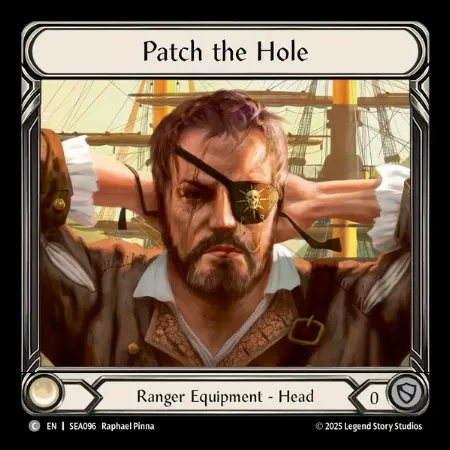 Patch the Hole
Ranger Equipment - Head
0
C EN | SEA096 Raphael Pinna
© 2025 Legend Story Studios